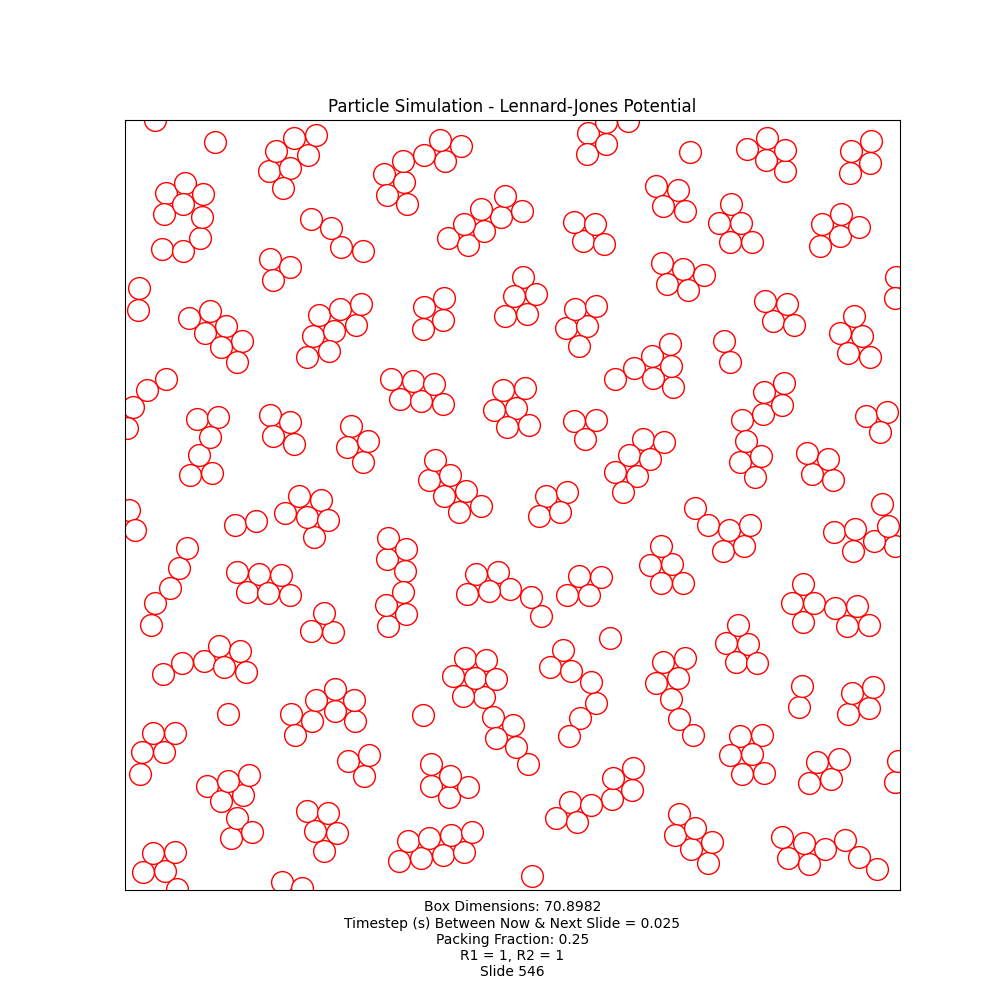 Particle Simulation - Lennard-Jones Potential
Box Dimensions: 70.8982
Timestep (s) Between Now & Next Slide = 0.025
Packing Fraction: 0.25
R1 = 1, R2 = 1
Slide 546